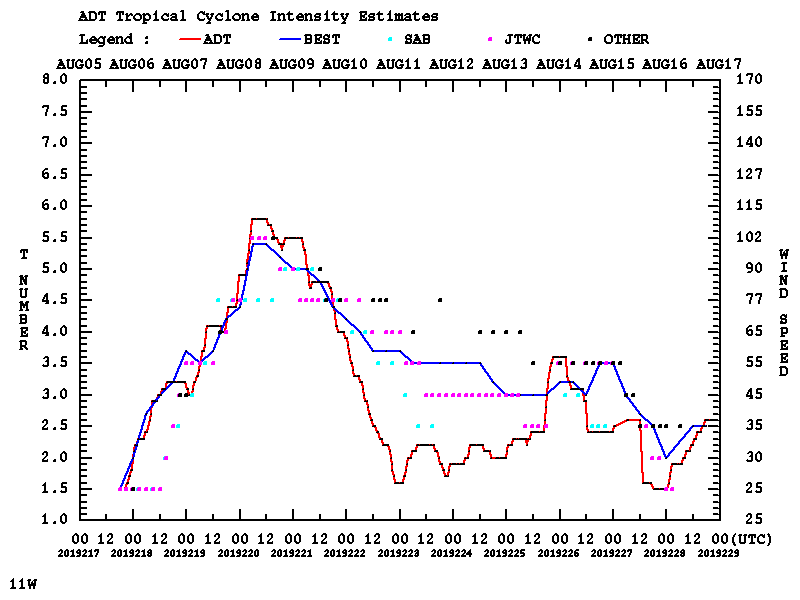 ADT Tropical Cyclone Intensity Estimates
Legend : ADT BEST SAB JTWC OTHER
AUG05 AUG06 AUG07 AUG08 AUG09 AUG10 AUG11 AUG12 AUG13 AUG14 AUG15 AUG16 AUG17
8.0 170
7.5 155
7.0 140
6.5 127
6.0 115
5.5 102
5.0 90
4.5 77
4.0 65
3.5 55
3.0 45
2.5 35
2.0 30
1.5 25
1.0 25
T NUMBER
WIND SPEED
00 12 00 12 00 12 00 12 00 12 00 12 00 12 00 12 00 12 00 12 00 12 00 12 00 (UTC)
2019217 2019218 2019219 2019220 2019221 2019222 2019223 2019224 2019225 2019226 2019227 2019228 2019229
11W